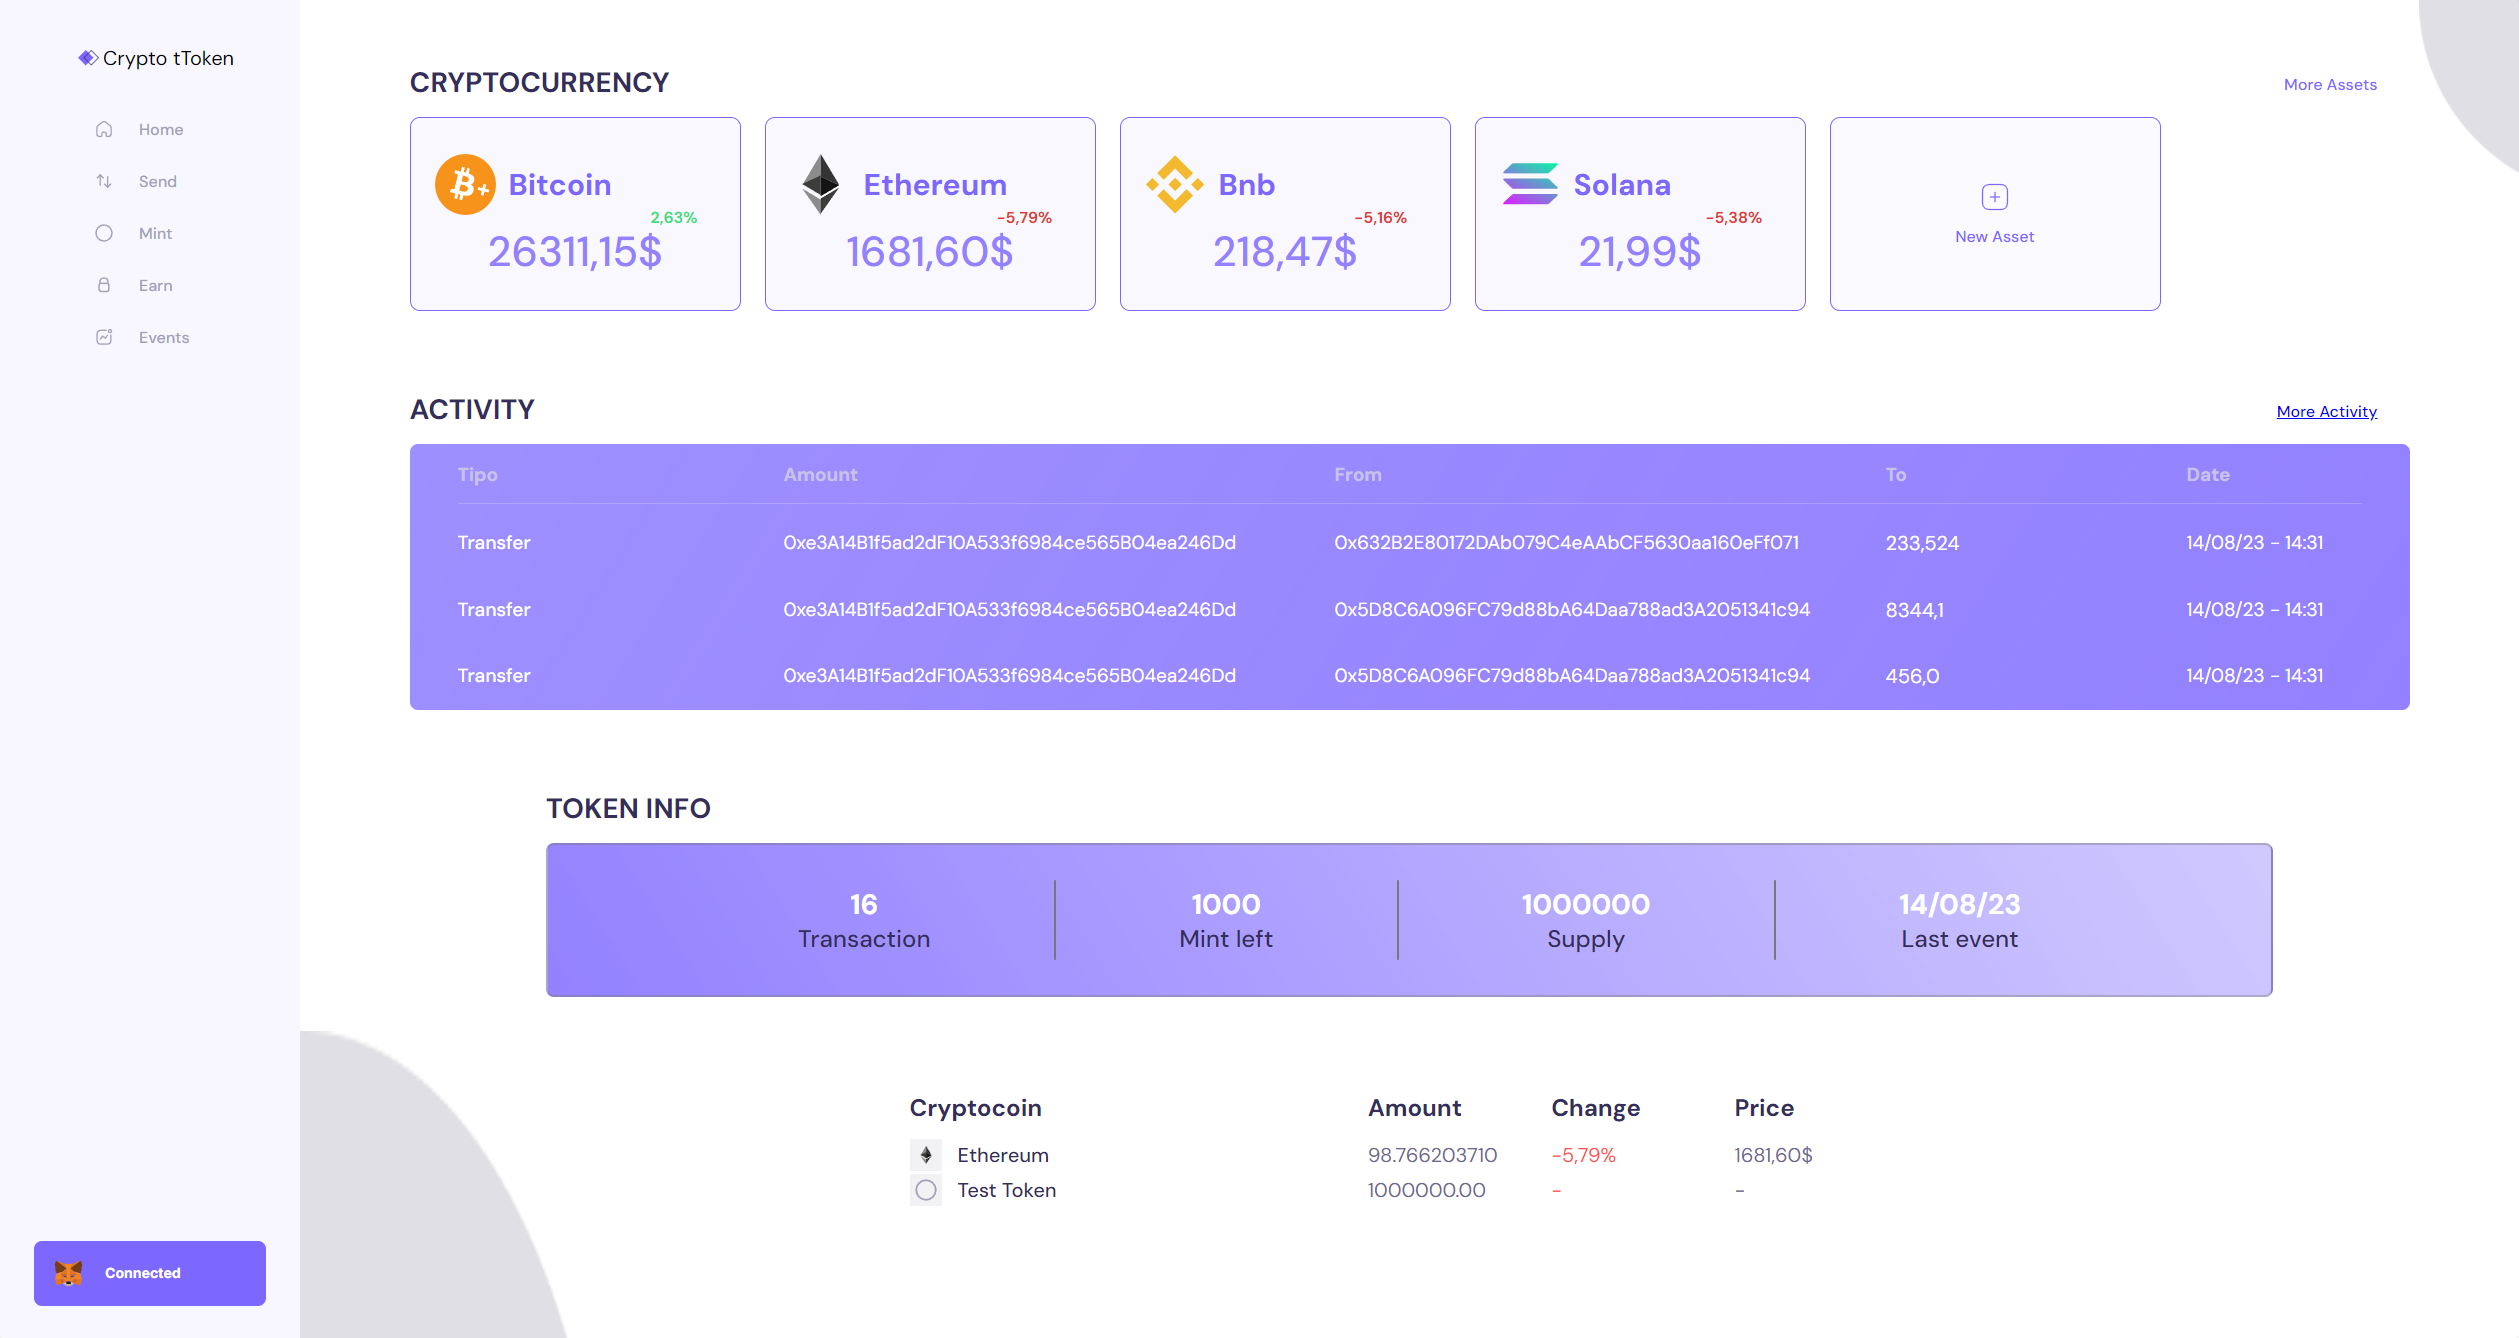 Crypto tToken
Home
Send
Mint
Earn
Events
Connected
CRYPTOCURRENCY
More Assets
Bitcoin
2,63%
26311,15$
Ethereum
-5,79%
1681,60$
Bnb
-5,16%
218,47$
Solana
-5,38%
21,99$
New Asset
ACTIVITY
More Activity
Tipo Amount From To Date
Transfer 0xe3A14B1f5ad2dF10A533f6984ce565B04ea246Dd 0x632B2E80172DAb079C4eAAbCF5630aa160eFf071 233,524 14/08/23 - 14:31
Transfer 0xe3A14B1f5ad2dF10A533f6984ce565B04ea246Dd 0x5D8C6A096FC79d88bA64Daa788ad3A2051341c94 8344,1 14/08/23 - 14:31
Transfer 0xe3A14B1f5ad2dF10A533f6984ce565B04ea246Dd 0x5D8C6A096FC79d88bA64Daa788ad3A2051341c94 456,0 14/08/23 - 14:31
TOKEN INFO
16
Transaction
1000
Mint left
1000000
Supply
14/08/23
Last event
Cryptocoin Amount Change Price
Ethereum 98.766203710 -5,79% 1681,60$
Test Token 1000000.00 - -